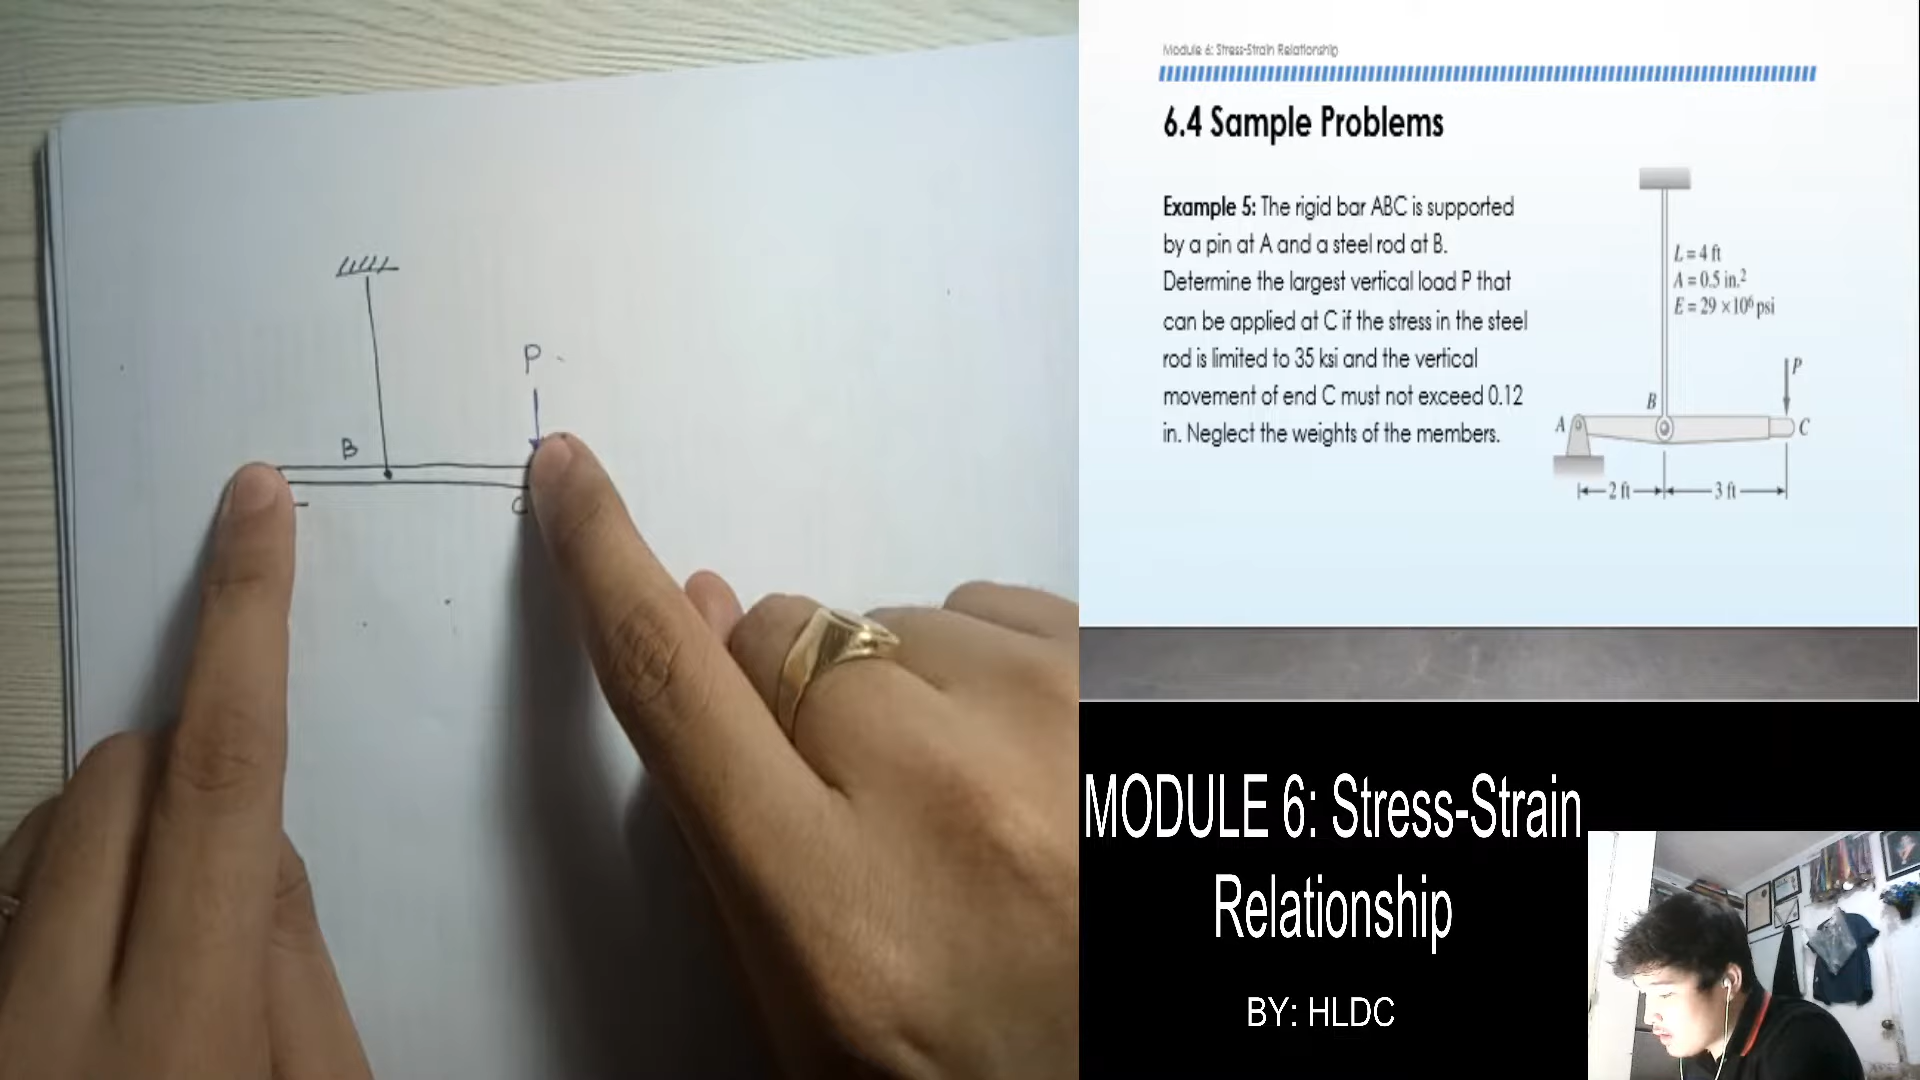 P
B
C
Module 6: Stress-Strain Relationship
6.4 Sample Problems
Example 5: The rigid bar ABC is supported
by a pin at A and a steel rod at B.
Determine the largest vertical load P that
can be applied at C if the stress in the steel
rod is limited to 35 ksi and the vertical
movement of end C must not exceed 0.12
in. Neglect the weights of the members.
L = 4 ft
A = 0.5 in.²
E = 29 × 10⁶ psi
P
B
A
C
2 ft
3 ft
MODULE 6: Stress-Strain
Relationship
BY: HLDC